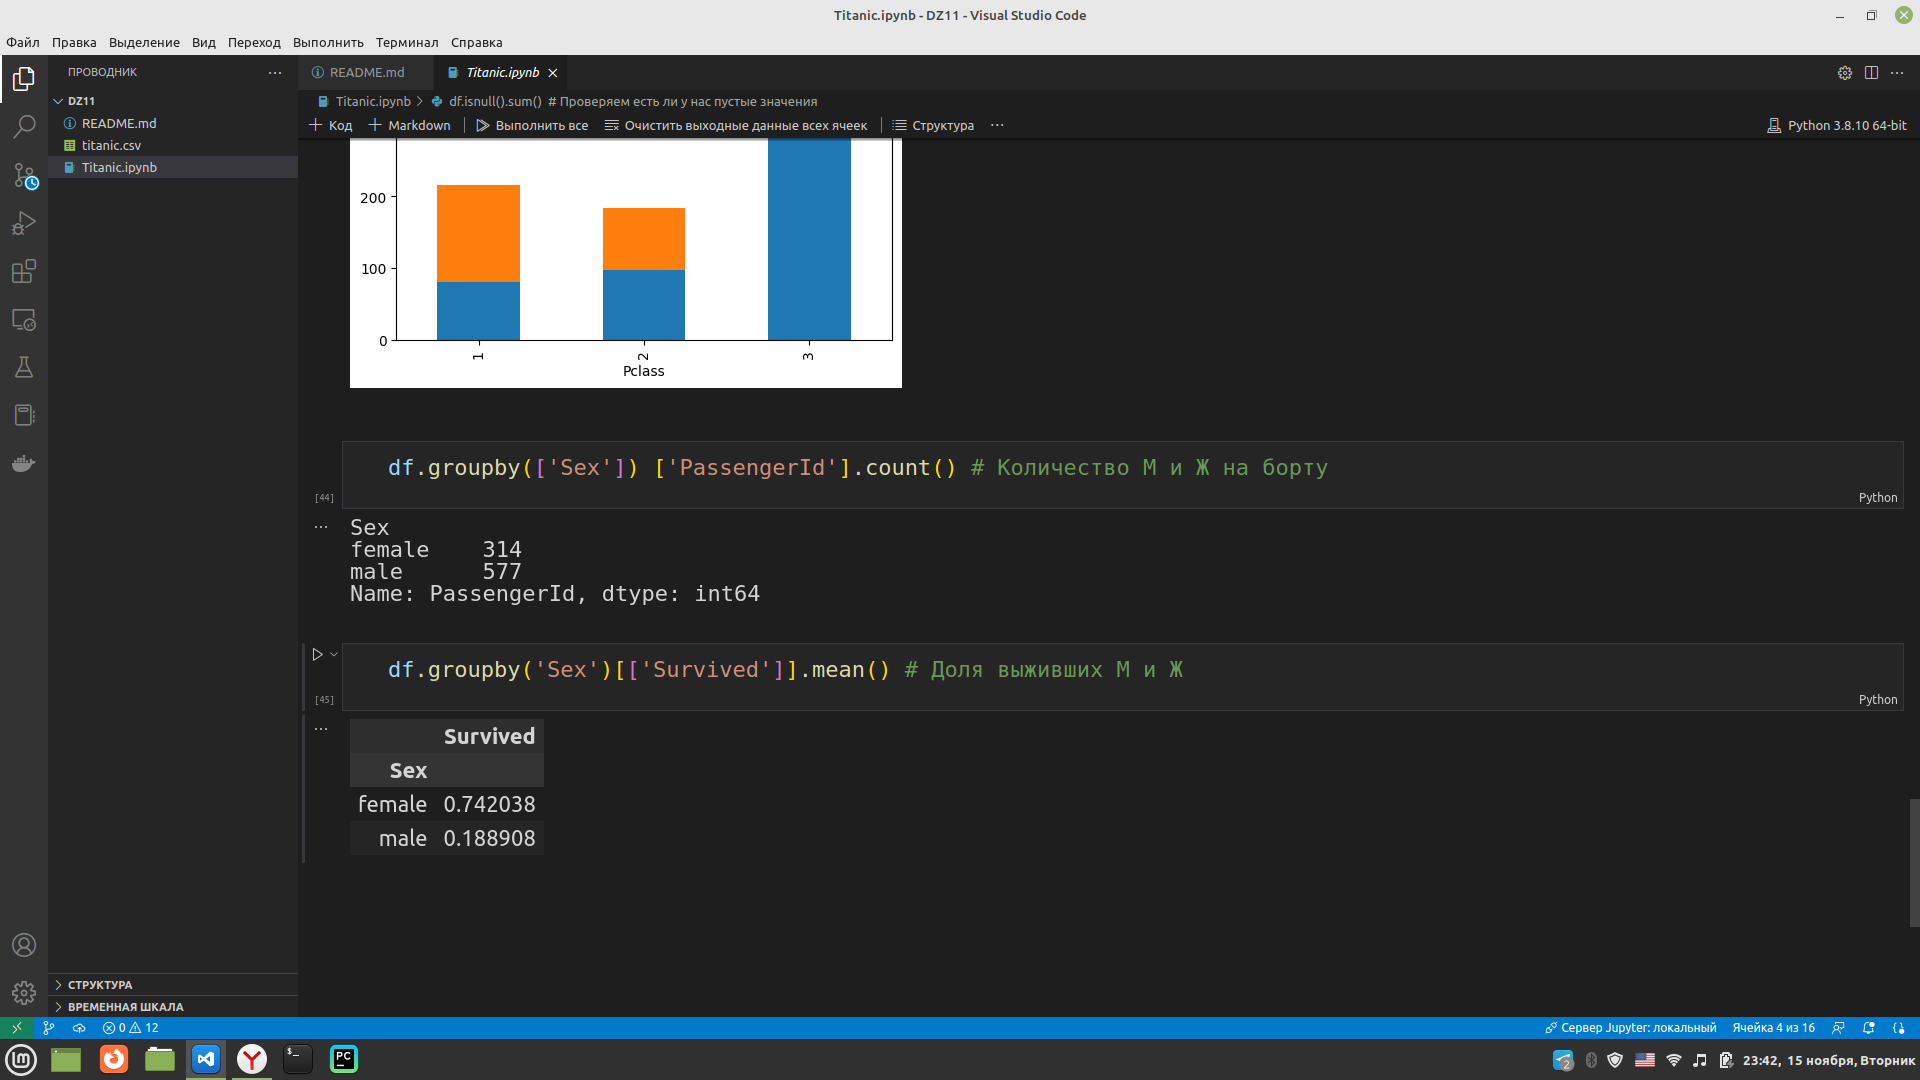 Titanic.ipynb - DZ11 - Visual Studio Code
Файл Правка Выделение Вид Переход Выполнить Терминал Справка
ПРОВОДНИК
DZ11
README.md
titanic.csv
Titanic.ipynb
README.md Titanic.ipynb
Titanic.ipynb > df.isnull().sum() # Проверяем есть ли у нас пустые значения
Код Markdown Выполнить все Очистить выходные данные всех ячеек Структура ··· Python 3.8.10 64-bit
200
100
0
1 2 3
Pclass
df.groupby(['Sex']) ['PassengerId'].count() # Количество М и Ж на борту
[44] Python
Sex
female 314
male 577
Name: PassengerId, dtype: int64
df.groupby('Sex')[['Survived']].mean() # Доля выживших М и Ж
[45] Python
Survived
Sex
female 0.742038
male 0.188908
СТРУКТУРА
ВРЕМЕННАЯ ШКАЛА
0 12 Сервер Jupyter: локальный Ячейка 4 из 16
lm Y $_ PC 2 23:42, 15 ноября, Вторник